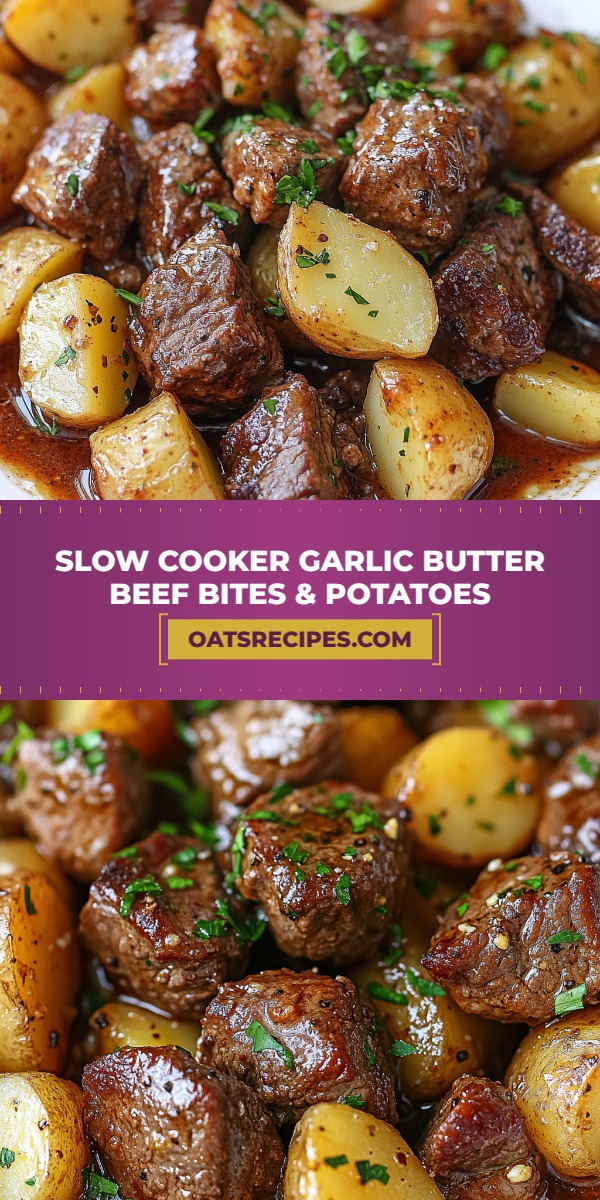 SLOW COOKER GARLIC BUTTER
BEEF BITES & POTATOES
OATSRECIPES.COM